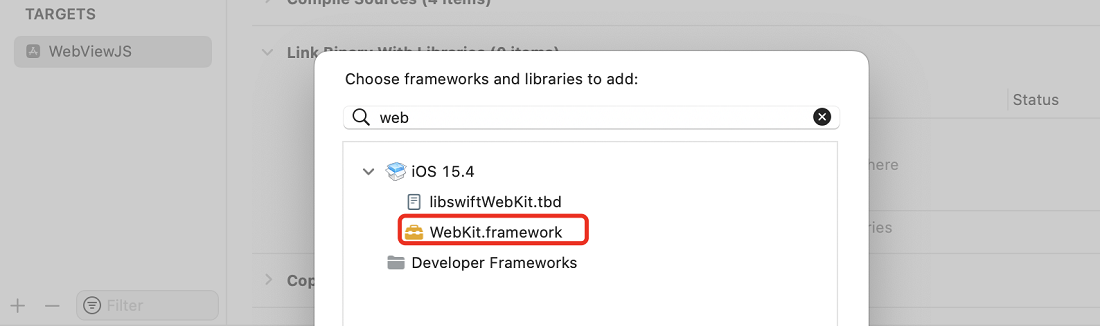 TARGETS
WebViewJS
Filter
Compile Sources (4 items)
Link Binary With Libraries (0 items)
Choose frameworks and libraries to add:
web
iOS 15.4
libswiftWebKit.tbd
WebKit.framework
Developer Frameworks
Status
here
ries
Cop